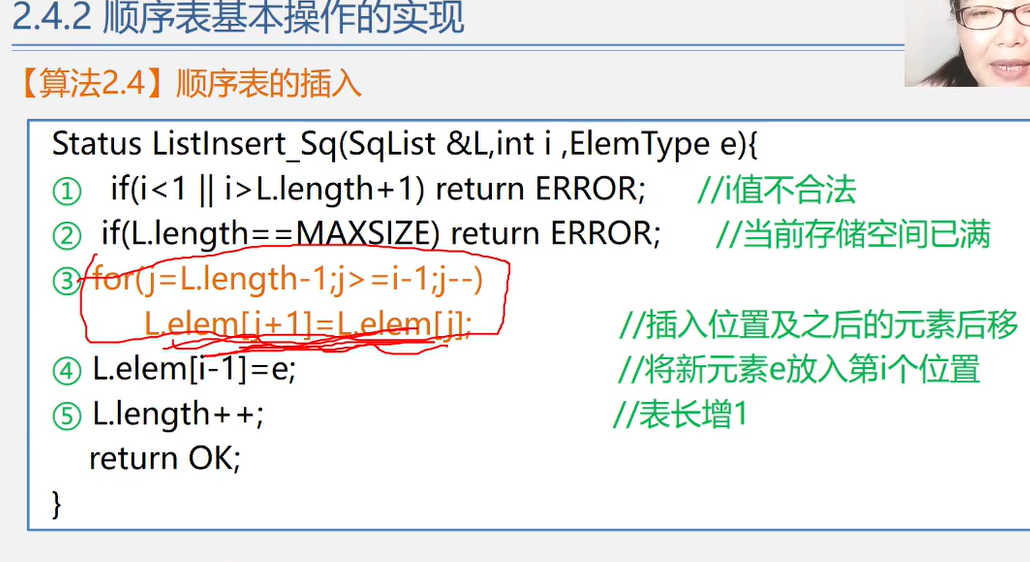 2.4.2 顺序表基本操作的实现
【算法2.4】顺序表的插入
Status ListInsert_Sq(SqList &L,int i ,ElemType e){
① if(i<1 || i>L.length+1) return ERROR; //i值不合法
② if(L.length==MAXSIZE) return ERROR; //当前存储空间已满
③ for(j=L.length-1;j>=i-1;j--)
L.elem[j+1]=L.elem[j]; //插入位置及之后的元素后移
④ L.elem[i-1]=e; //将新元素e放入第i个位置
⑤ L.length++; //表长增1
return OK;
}